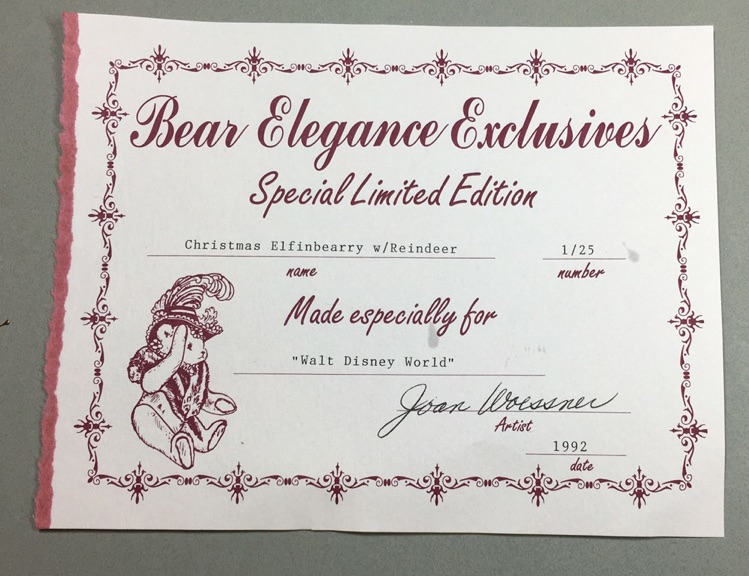 Bear Elegance Exclusives
Special Limited Edition
Christmas Elfinbearry w/Reindeer 1/25
name number
Made especially for
"Walt Disney World"
Joan Woessner
Artist
1992
date